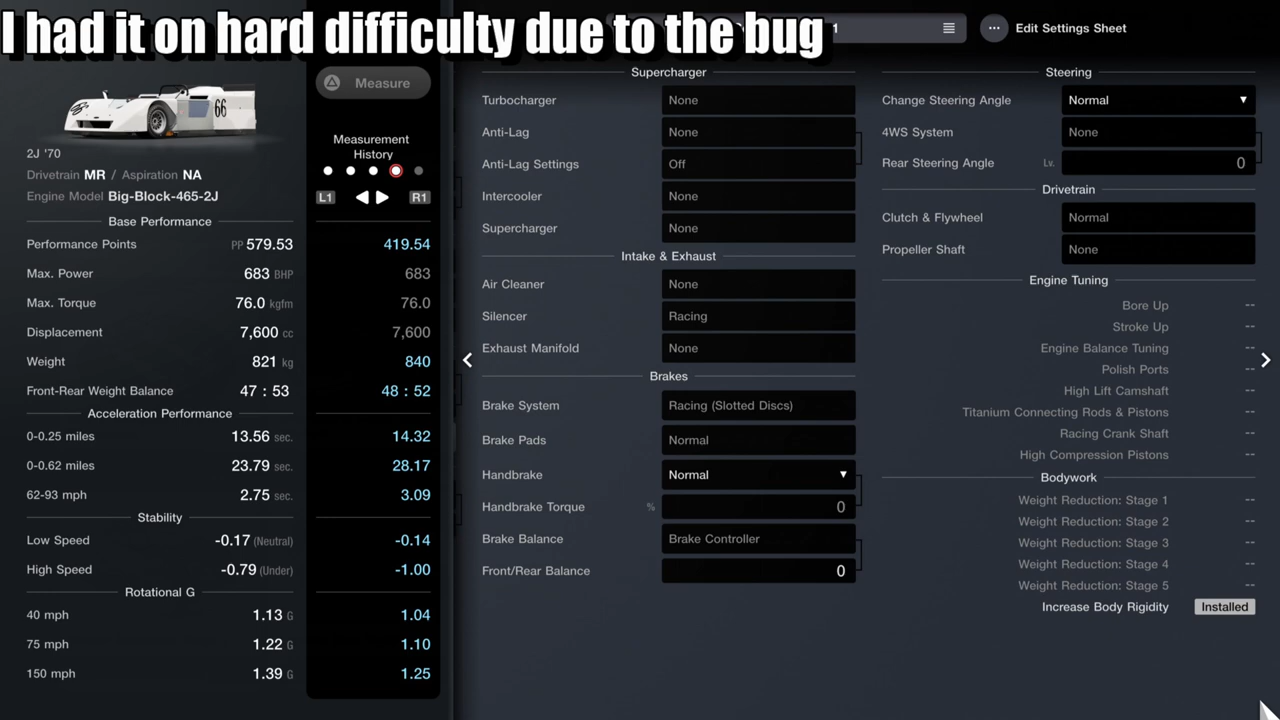 I had it on hard difficulty due to the bug
1
Edit Settings Sheet
66
2J '70
Drivetrain MR / Aspiration NA
Engine Model Big-Block-465-2J
Base Performance
Performance Points PP 579.53
Max. Power 683 BHP
Max. Torque 76.0 kgfm
Displacement 7,600 cc
Weight 821 kg
Front-Rear Weight Balance 47 : 53
Acceleration Performance
0-0.25 miles 13.56 sec.
0-0.62 miles 23.79 sec.
62-93 mph 2.75 sec.
Stability
Low Speed -0.17 (Neutral)
High Speed -0.79 (Under)
Rotational G
40 mph 1.13 G
75 mph 1.22 G
150 mph 1.39 G
Measure
Measurement
History
L1 R1
419.54
683
76.0
7,600
840
48 : 52
14.32
28.17
3.09
-0.14
-1.00
1.04
1.10
1.25
Supercharger
Turbocharger None
Anti-Lag None
Anti-Lag Settings Off
Intercooler None
Supercharger None
Intake & Exhaust
Air Cleaner None
Silencer Racing
Exhaust Manifold None
Brakes
Brake System Racing (Slotted Discs)
Brake Pads Normal
Handbrake Normal
Handbrake Torque % 0
Brake Balance Brake Controller
Front/Rear Balance 0
Steering
Change Steering Angle Normal
4WS System None
Rear Steering Angle Lv. 0
Drivetrain
Clutch & Flywheel Normal
Propeller Shaft None
Engine Tuning
Bore Up --
Stroke Up --
Engine Balance Tuning --
Polish Ports --
High Lift Camshaft --
Titanium Connecting Rods & Pistons --
Racing Crank Shaft --
High Compression Pistons --
Bodywork
Weight Reduction: Stage 1 --
Weight Reduction: Stage 2 --
Weight Reduction: Stage 3 --
Weight Reduction: Stage 4 --
Weight Reduction: Stage 5 --
Increase Body Rigidity Installed